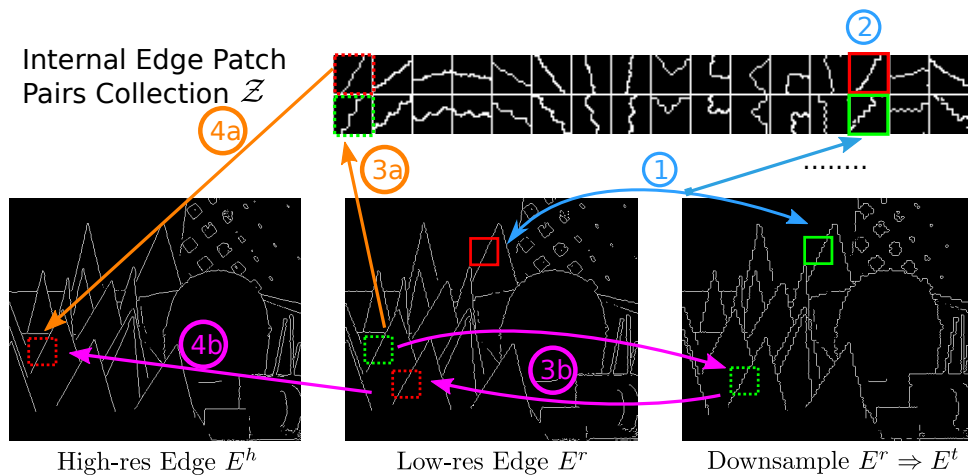 2
Internal Edge Patch
Pairs Collection 𝒵
4a
3a
1
........
4b
3b
High-res Edge E^h
Low-res Edge E^r
Downsample E^r ⇒ E^t